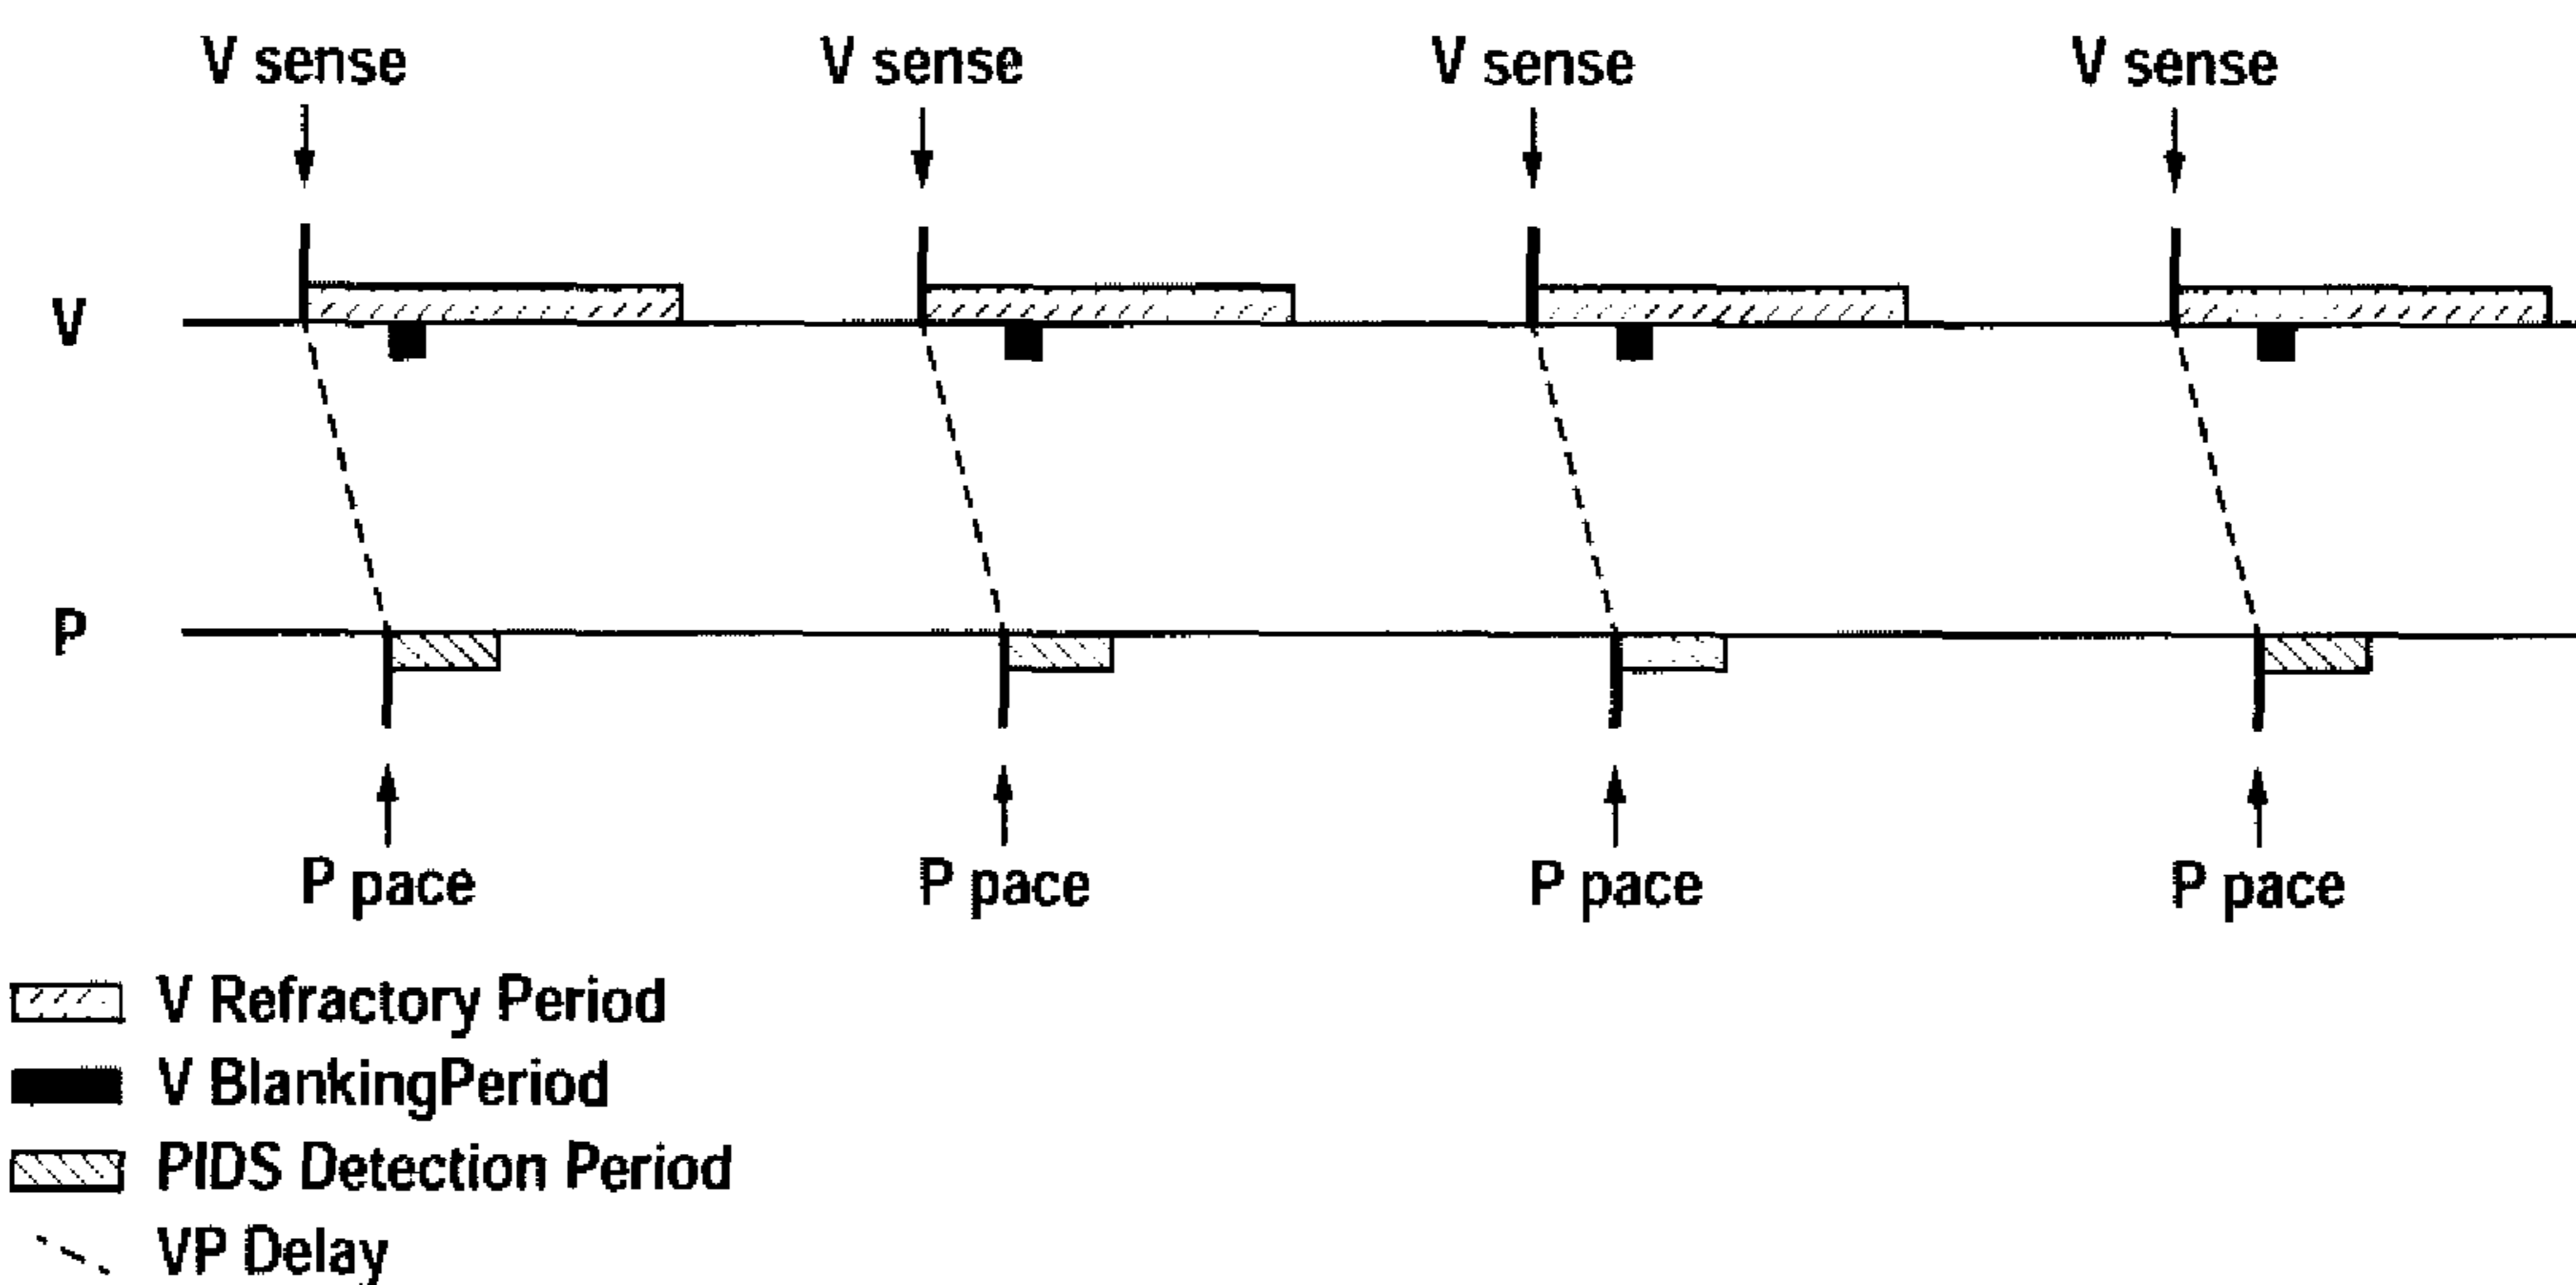 V sense V sense V sense V sense
V
P
P pace P pace P pace P pace
V Refractory Period
V BlankingPeriod
PIDS Detection Period
VP Delay